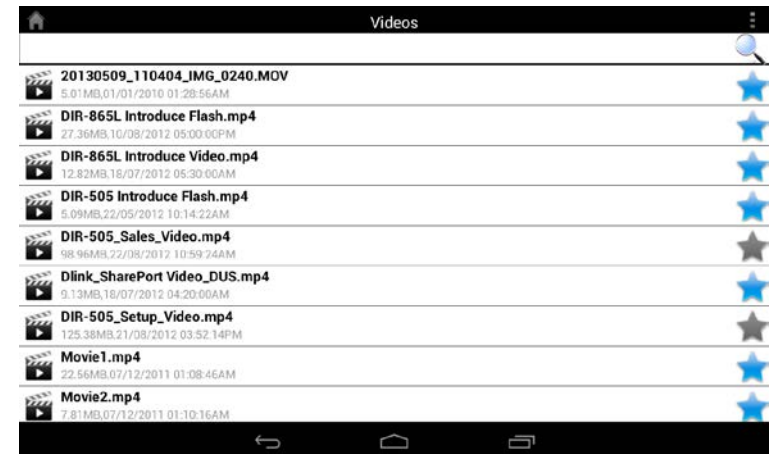 Videos
20130509_110404_IMG_0240.MOV
5.01MB,01/01/2010 01:28:56AM
DIR-865L Introduce Flash.mp4
27.36MB,10/08/2012 05:00:00PM
DIR-865L Introduce Video.mp4
12.82MB,18/07/2012 05:30:00AM
DIR-505 Introduce Flash.mp4
5.09MB,22/05/2012 10:14:22AM
DIR-505_Sales_Video.mp4
98.96MB,22/08/2012 10:59:24AM
Dlink_SharePort Video_DUS.mp4
9.13MB,18/07/2012 04:20:00AM
DIR-505_Setup_Video.mp4
125.38MB,21/08/2012 03:52:14PM
Movie1.mp4
22.56MB,07/12/2011 01:08:46AM
Movie2.mp4
7.81MB,07/12/2011 01:10:16AM